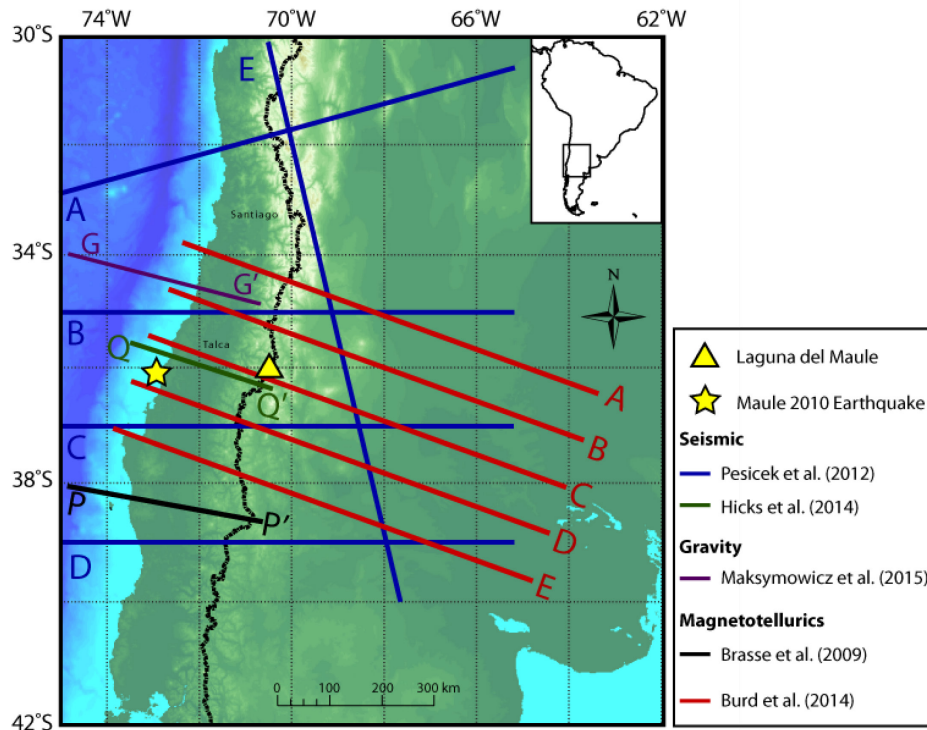 74°W 70°W 66°W 62°W
30°S
E
A
Santiago
34°S
G
G'
N
B
Talca
Q
Q'
A
B
C
C
38°S
P
P'
D
D
E
0 100 200 300 km
42°S
Laguna del Maule
Maule 2010 Earthquake
Seismic
Pesicek et al. (2012)
Hicks et al. (2014)
Gravity
Maksymowicz et al. (2015)
Magnetotellurics
Brasse et al. (2009)
Burd et al. (2014)